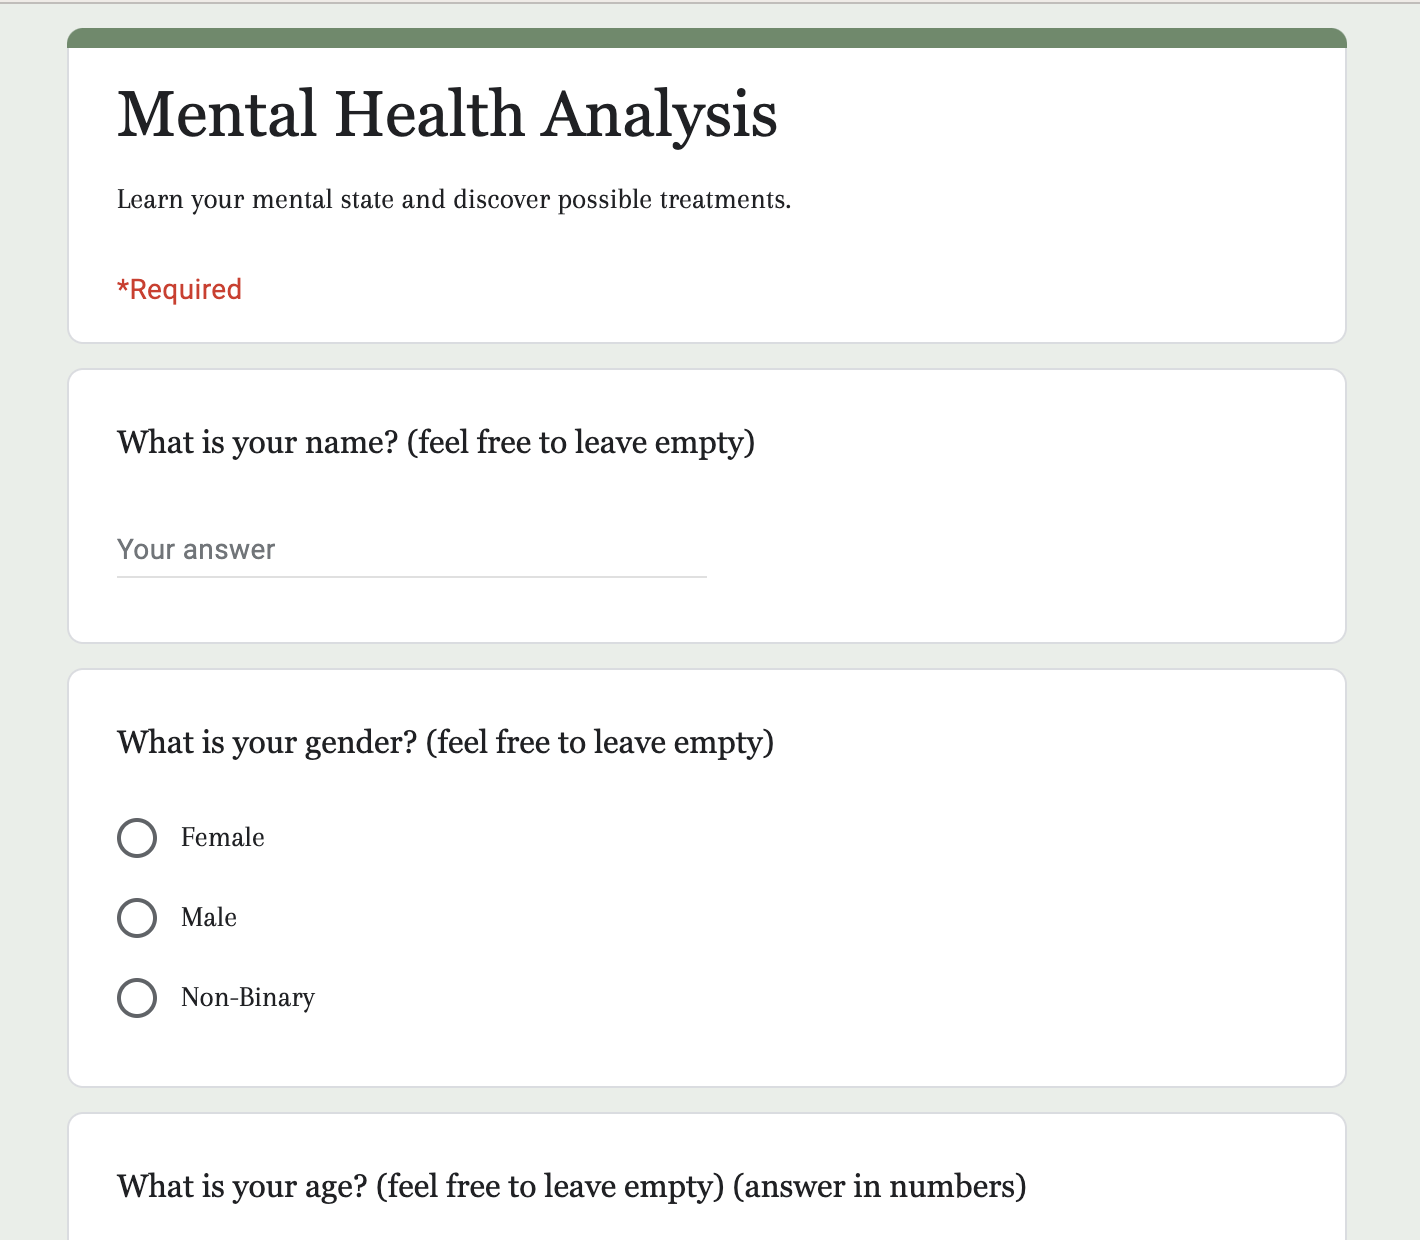 Mental Health Analysis
Learn your mental state and discover possible treatments.
*Required
What is your name? (feel free to leave empty)
Your answer
What is your gender? (feel free to leave empty)
Female
Male
Non-Binary
What is your age? (feel free to leave empty) (answer in numbers)